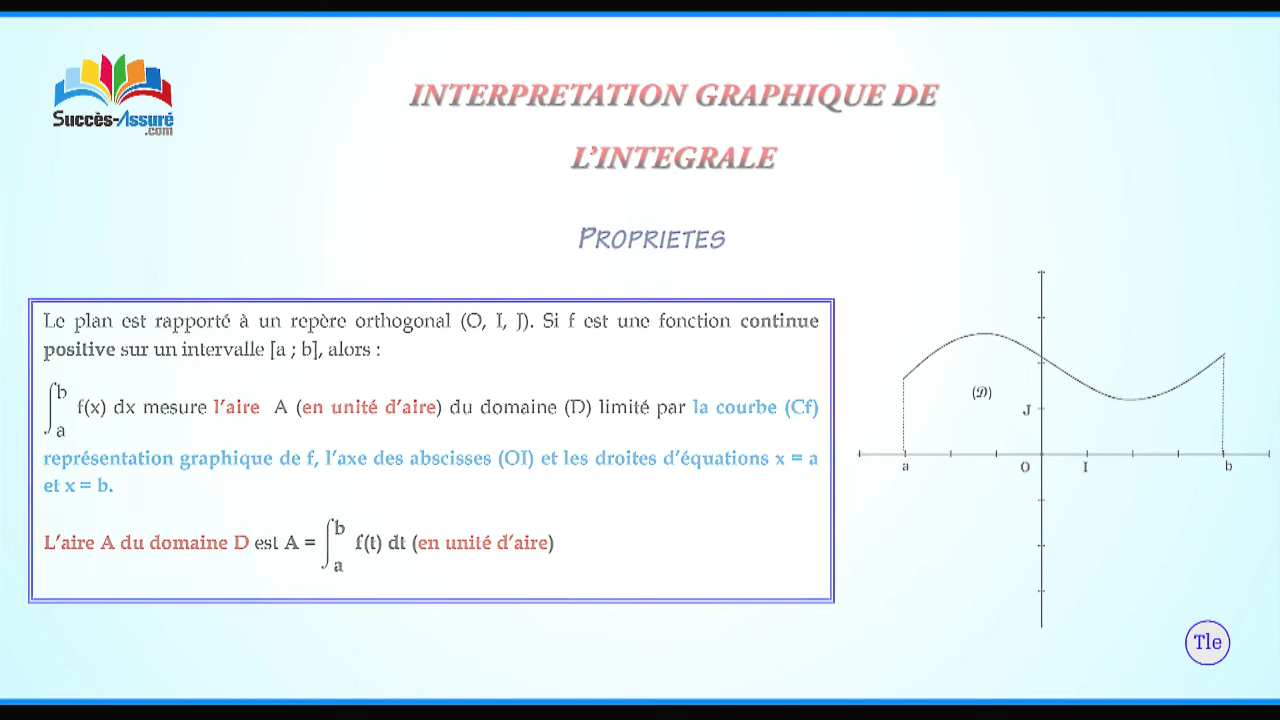 Succès-Assuré
.com
INTERPRETATION GRAPHIQUE DE
L'INTEGRALE
PROPRIETES
Le plan est rapporté à un repère orthogonal (O, I, J). Si f est une fonction continue
positive sur un intervalle [a ; b], alors :
∫ b a f(x) dx mesure l'aire A (en unité d'aire) du domaine (D) limité par la courbe (Cf)
représentation graphique de f, l'axe des abscisses (OI) et les droites d'équations x = a
et x = b.
L'aire A du domaine D est A = ∫ b a f(t) dt (en unité d'aire)
(𝒟)
J
a O I b
Tle